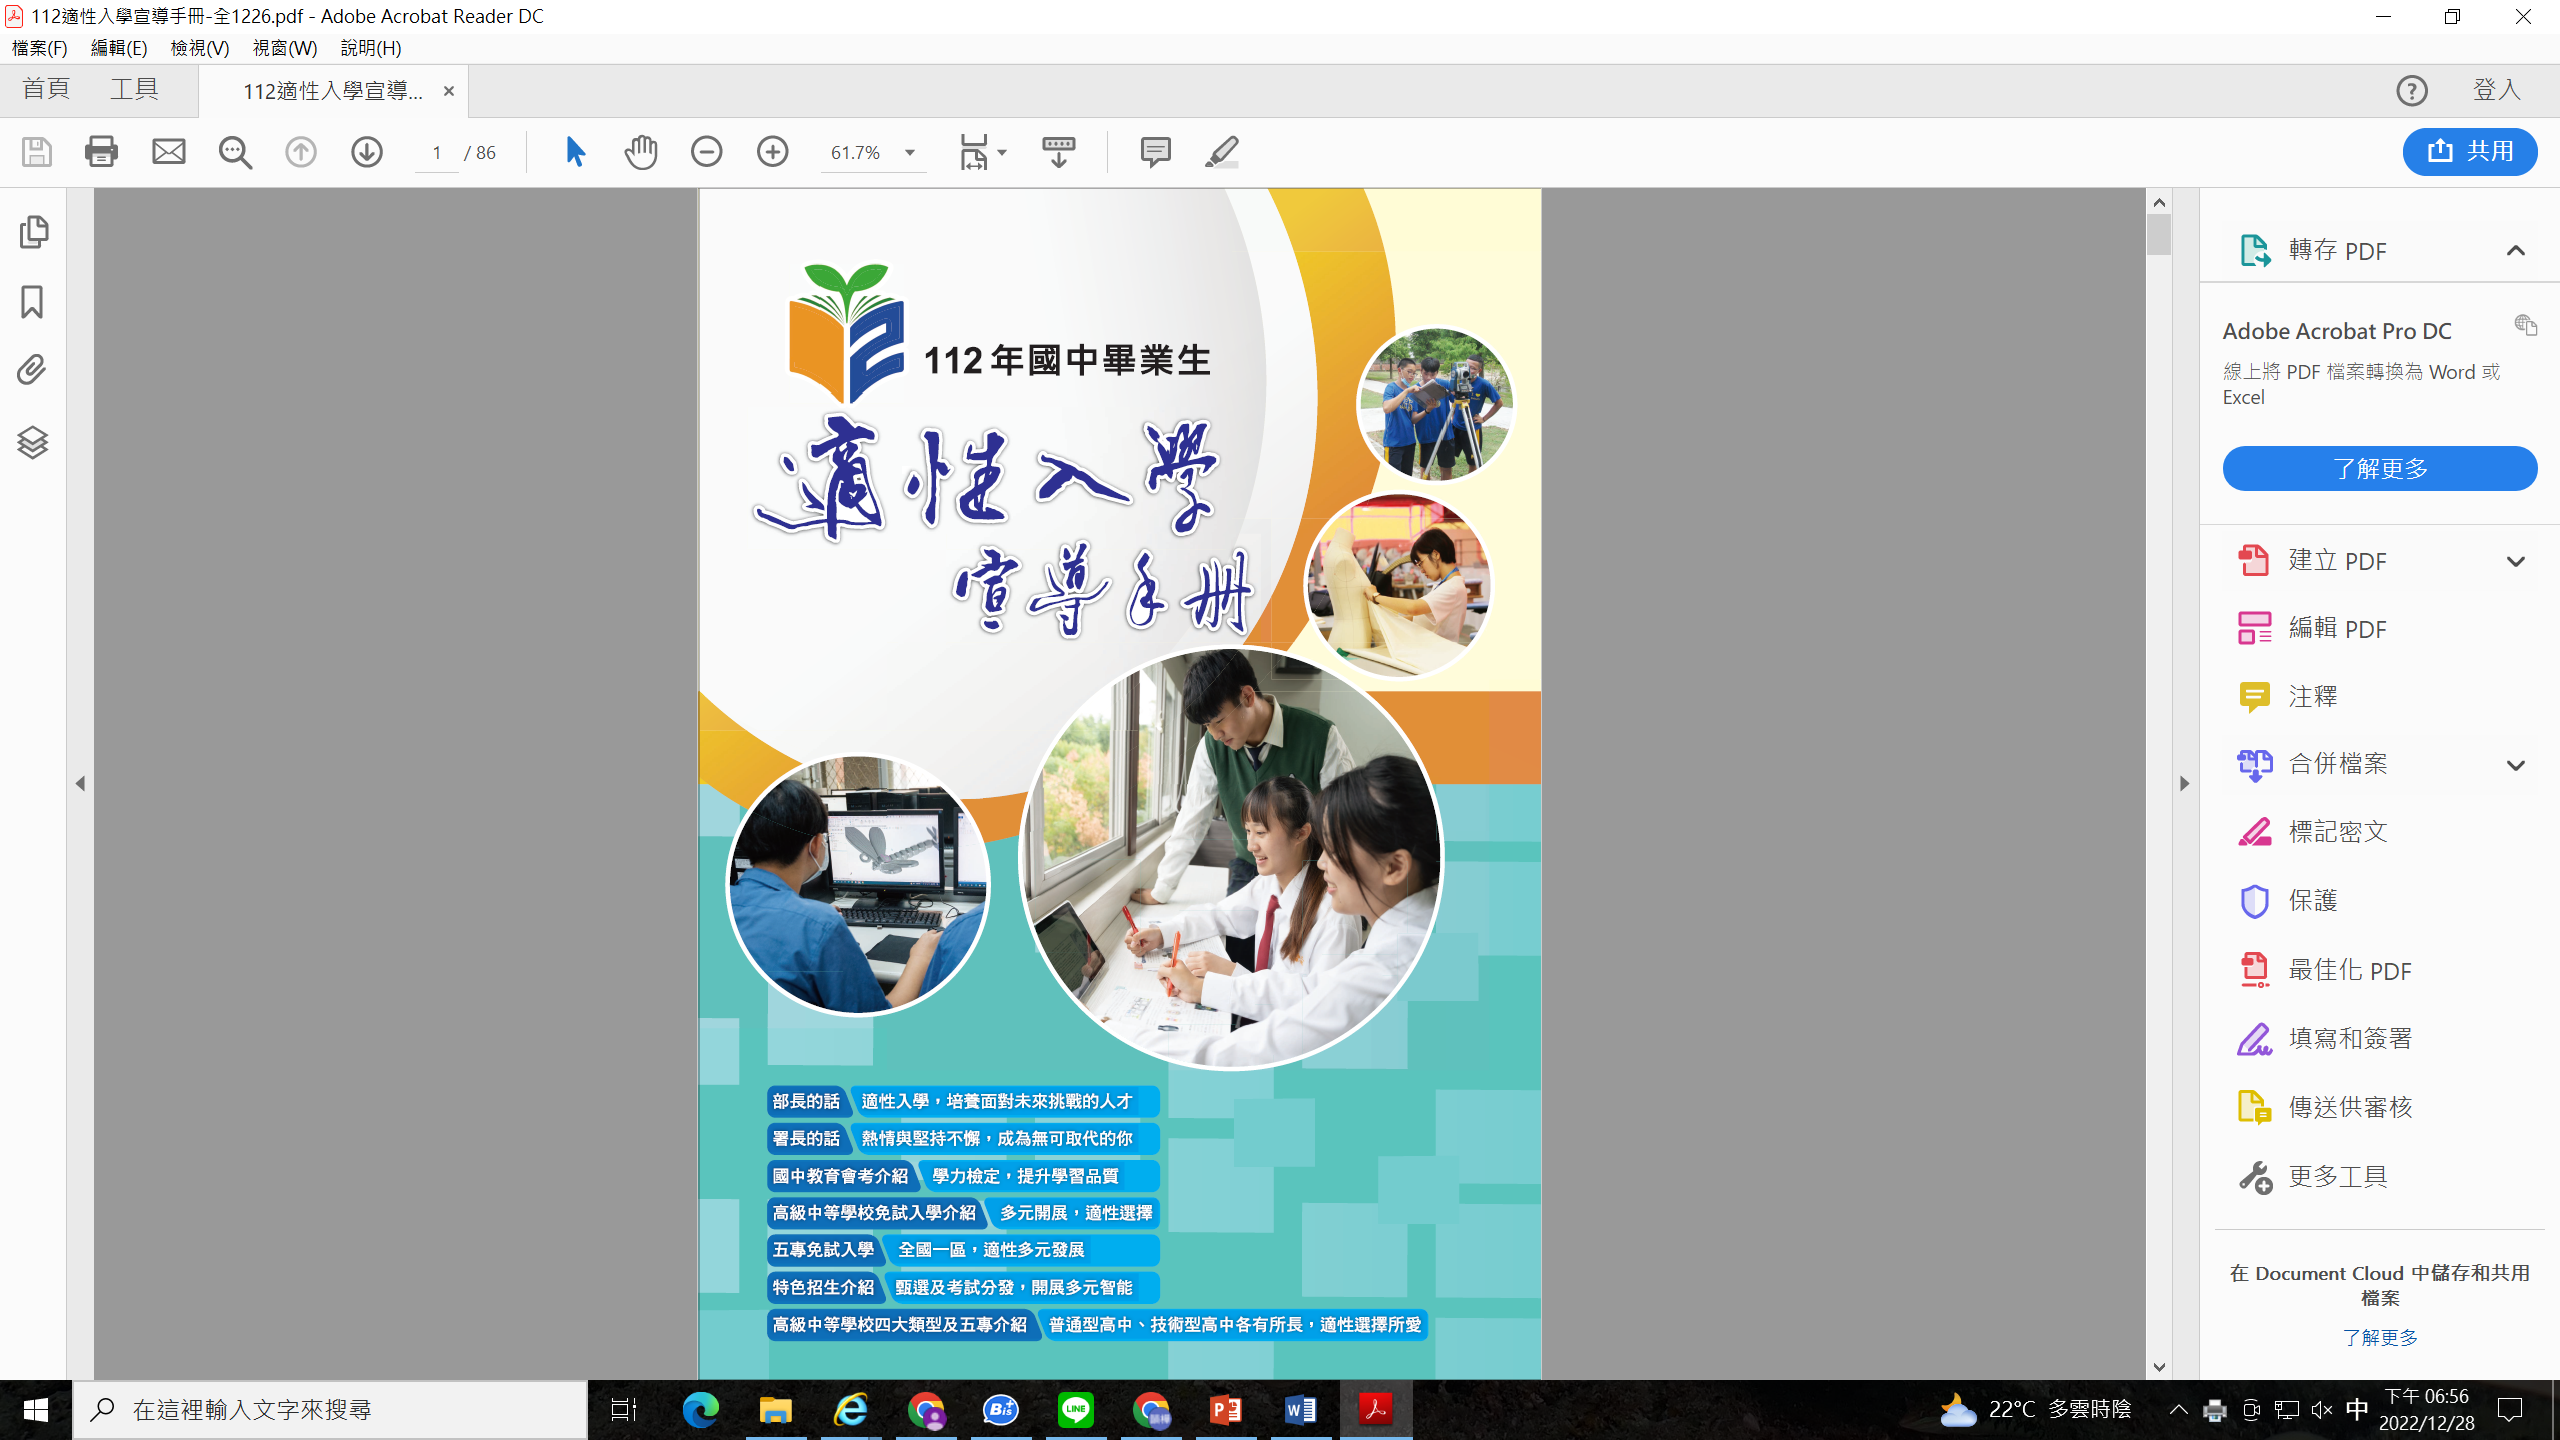 112適性入學宣導手冊-全1226.pdf - Adobe Acrobat Reader DC
檔案(F) 編輯(E) 檢視(V) 視窗(W) 說明(H)
首頁 工具 112適性入學宣導... × 登入
1 / 86 61.7% 共用
112年國中畢業生
適性入學
宣導手冊
部長的話 適性入學，培養面對未來挑戰的人才
署長的話 熱情與堅持不懈，成為無可取代的你
國中教育會考介紹 學力檢定，提升學習品質
高級中等學校免試入學介紹 多元開展，適性選擇
五專免試入學 全國一區，適性多元發展
特色招生介紹 甄選及考試分發，開展多元智能
高級中等學校四大類型及五專介紹 普通型高中、技術型高中各有所長，適性選擇所愛
轉存 PDF
Adobe Acrobat Pro DC
線上將 PDF 檔案轉換為 Word 或
Excel
了解更多
建立 PDF
編輯 PDF
注釋
合併檔案
標記密文
保護
最佳化 PDF
填寫和簽署
傳送供審核
更多工具
在 Document Cloud 中儲存和共用
檔案
了解更多
在這裡輸入文字來搜尋
Bis+
LINE
22°C 多雲時陰
中
下午 06:56
2022/12/28